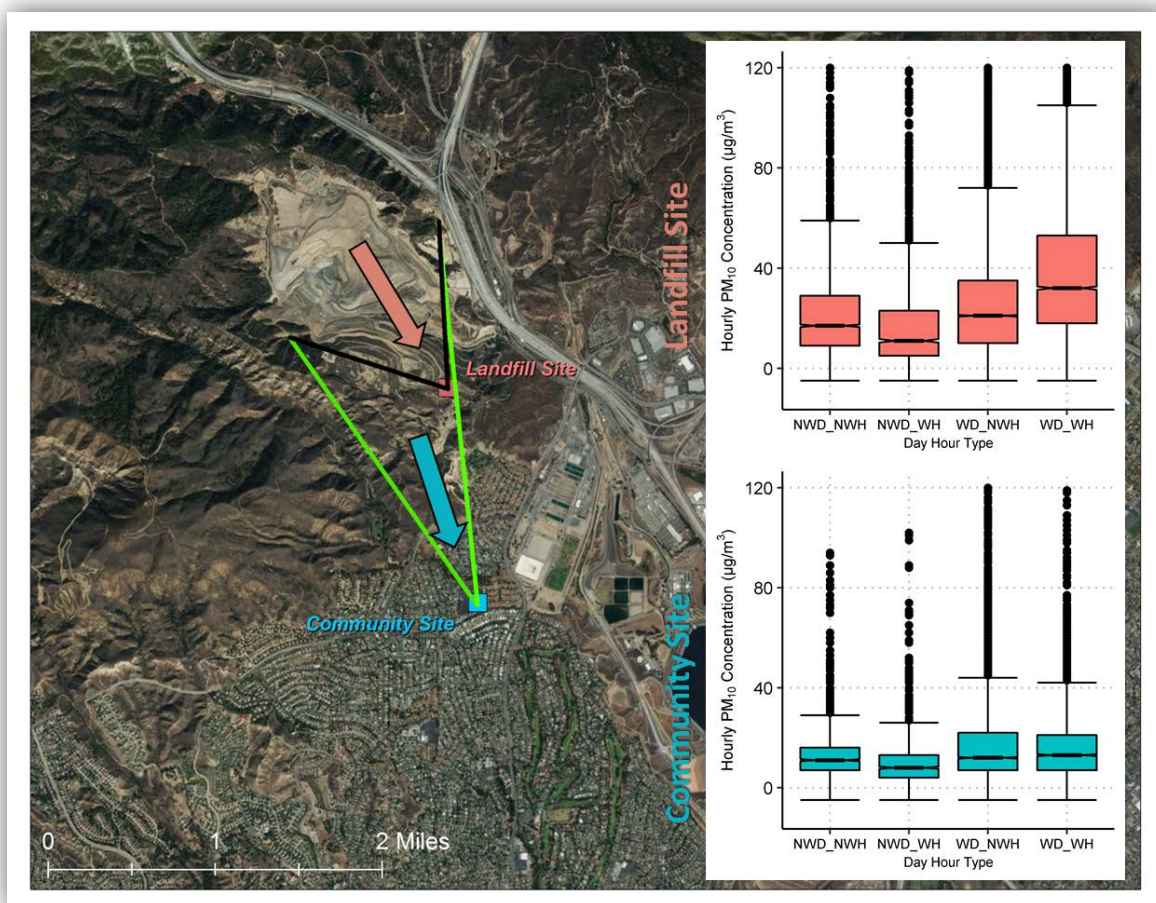 Landfill Site
Community Site
0 1 2 Miles
Landfill Site
Hourly PM₁₀ Concentration (µg/m³)
120
80
40
0
NWD_NWH NWD_WH WD_NWH WD_WH
Day Hour Type
Community Site
Hourly PM₁₀ Concentration (µg/m³)
120
80
40
0
NWD_NWH NWD_WH WD_NWH WD_WH
Day Hour Type